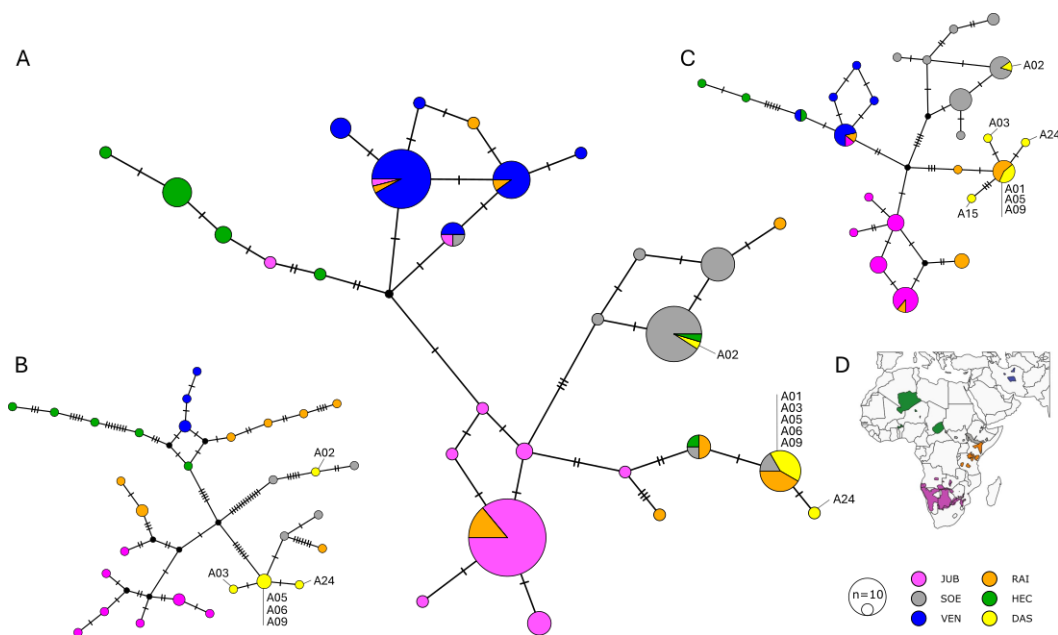 A
C
A02
A03
A24
A01
A05
A09
A15
A02
A01
A03
A05
A06
A09
A24
B
A02
A03
A24
A05
A06
A09
D
n=10
JUB
RAI
SOE
HEC
VEN
DAS